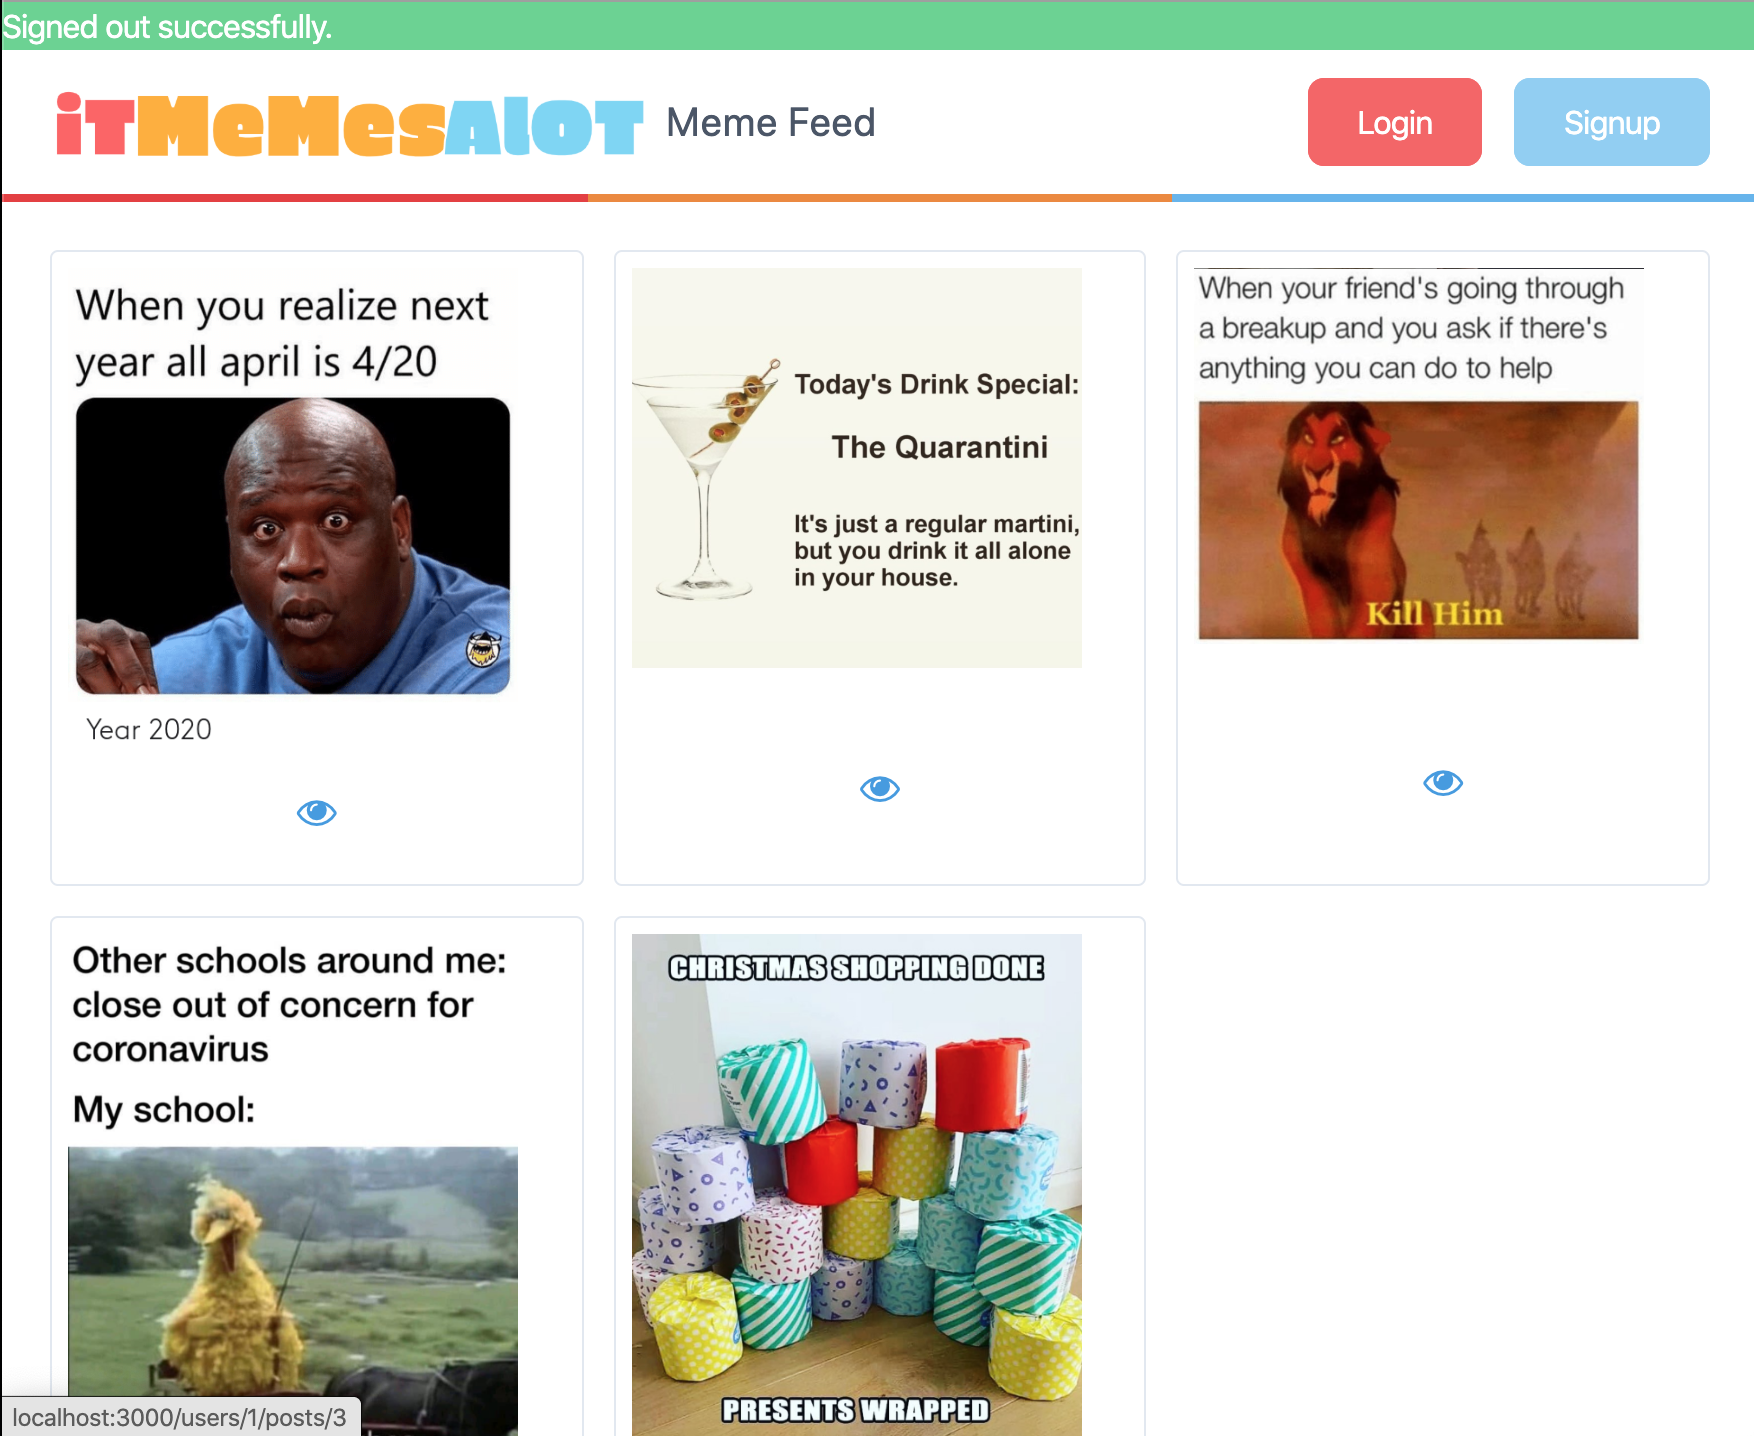 Signed out successfully.
iTMeMesAlOT Meme Feed
Login
Signup
When you realize next
year all april is 4/20
Year 2020
Today's Drink Special:
The Quarantini
It's just a regular martini,
but you drink it all alone
in your house.
When your friend's going through
a breakup and you ask if there's
anything you can do to help
Kill Him
Other schools around me:
close out of concern for
coronavirus
My school:
CHRISTMAS SHOPPING DONE
PRESENTS WRAPPED
localhost:3000/users/1/posts/3